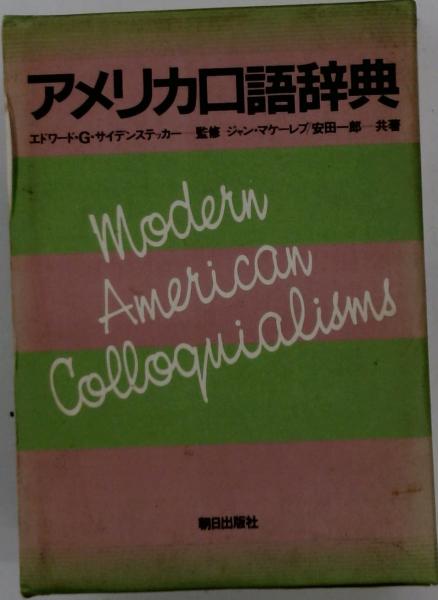 アメリカ口語辞典
エドワード・G・サイデンステッカー―監修 ジャン・マケーレブ/安田一郎―共著
Modern
American
Colloquialisms
朝日出版社